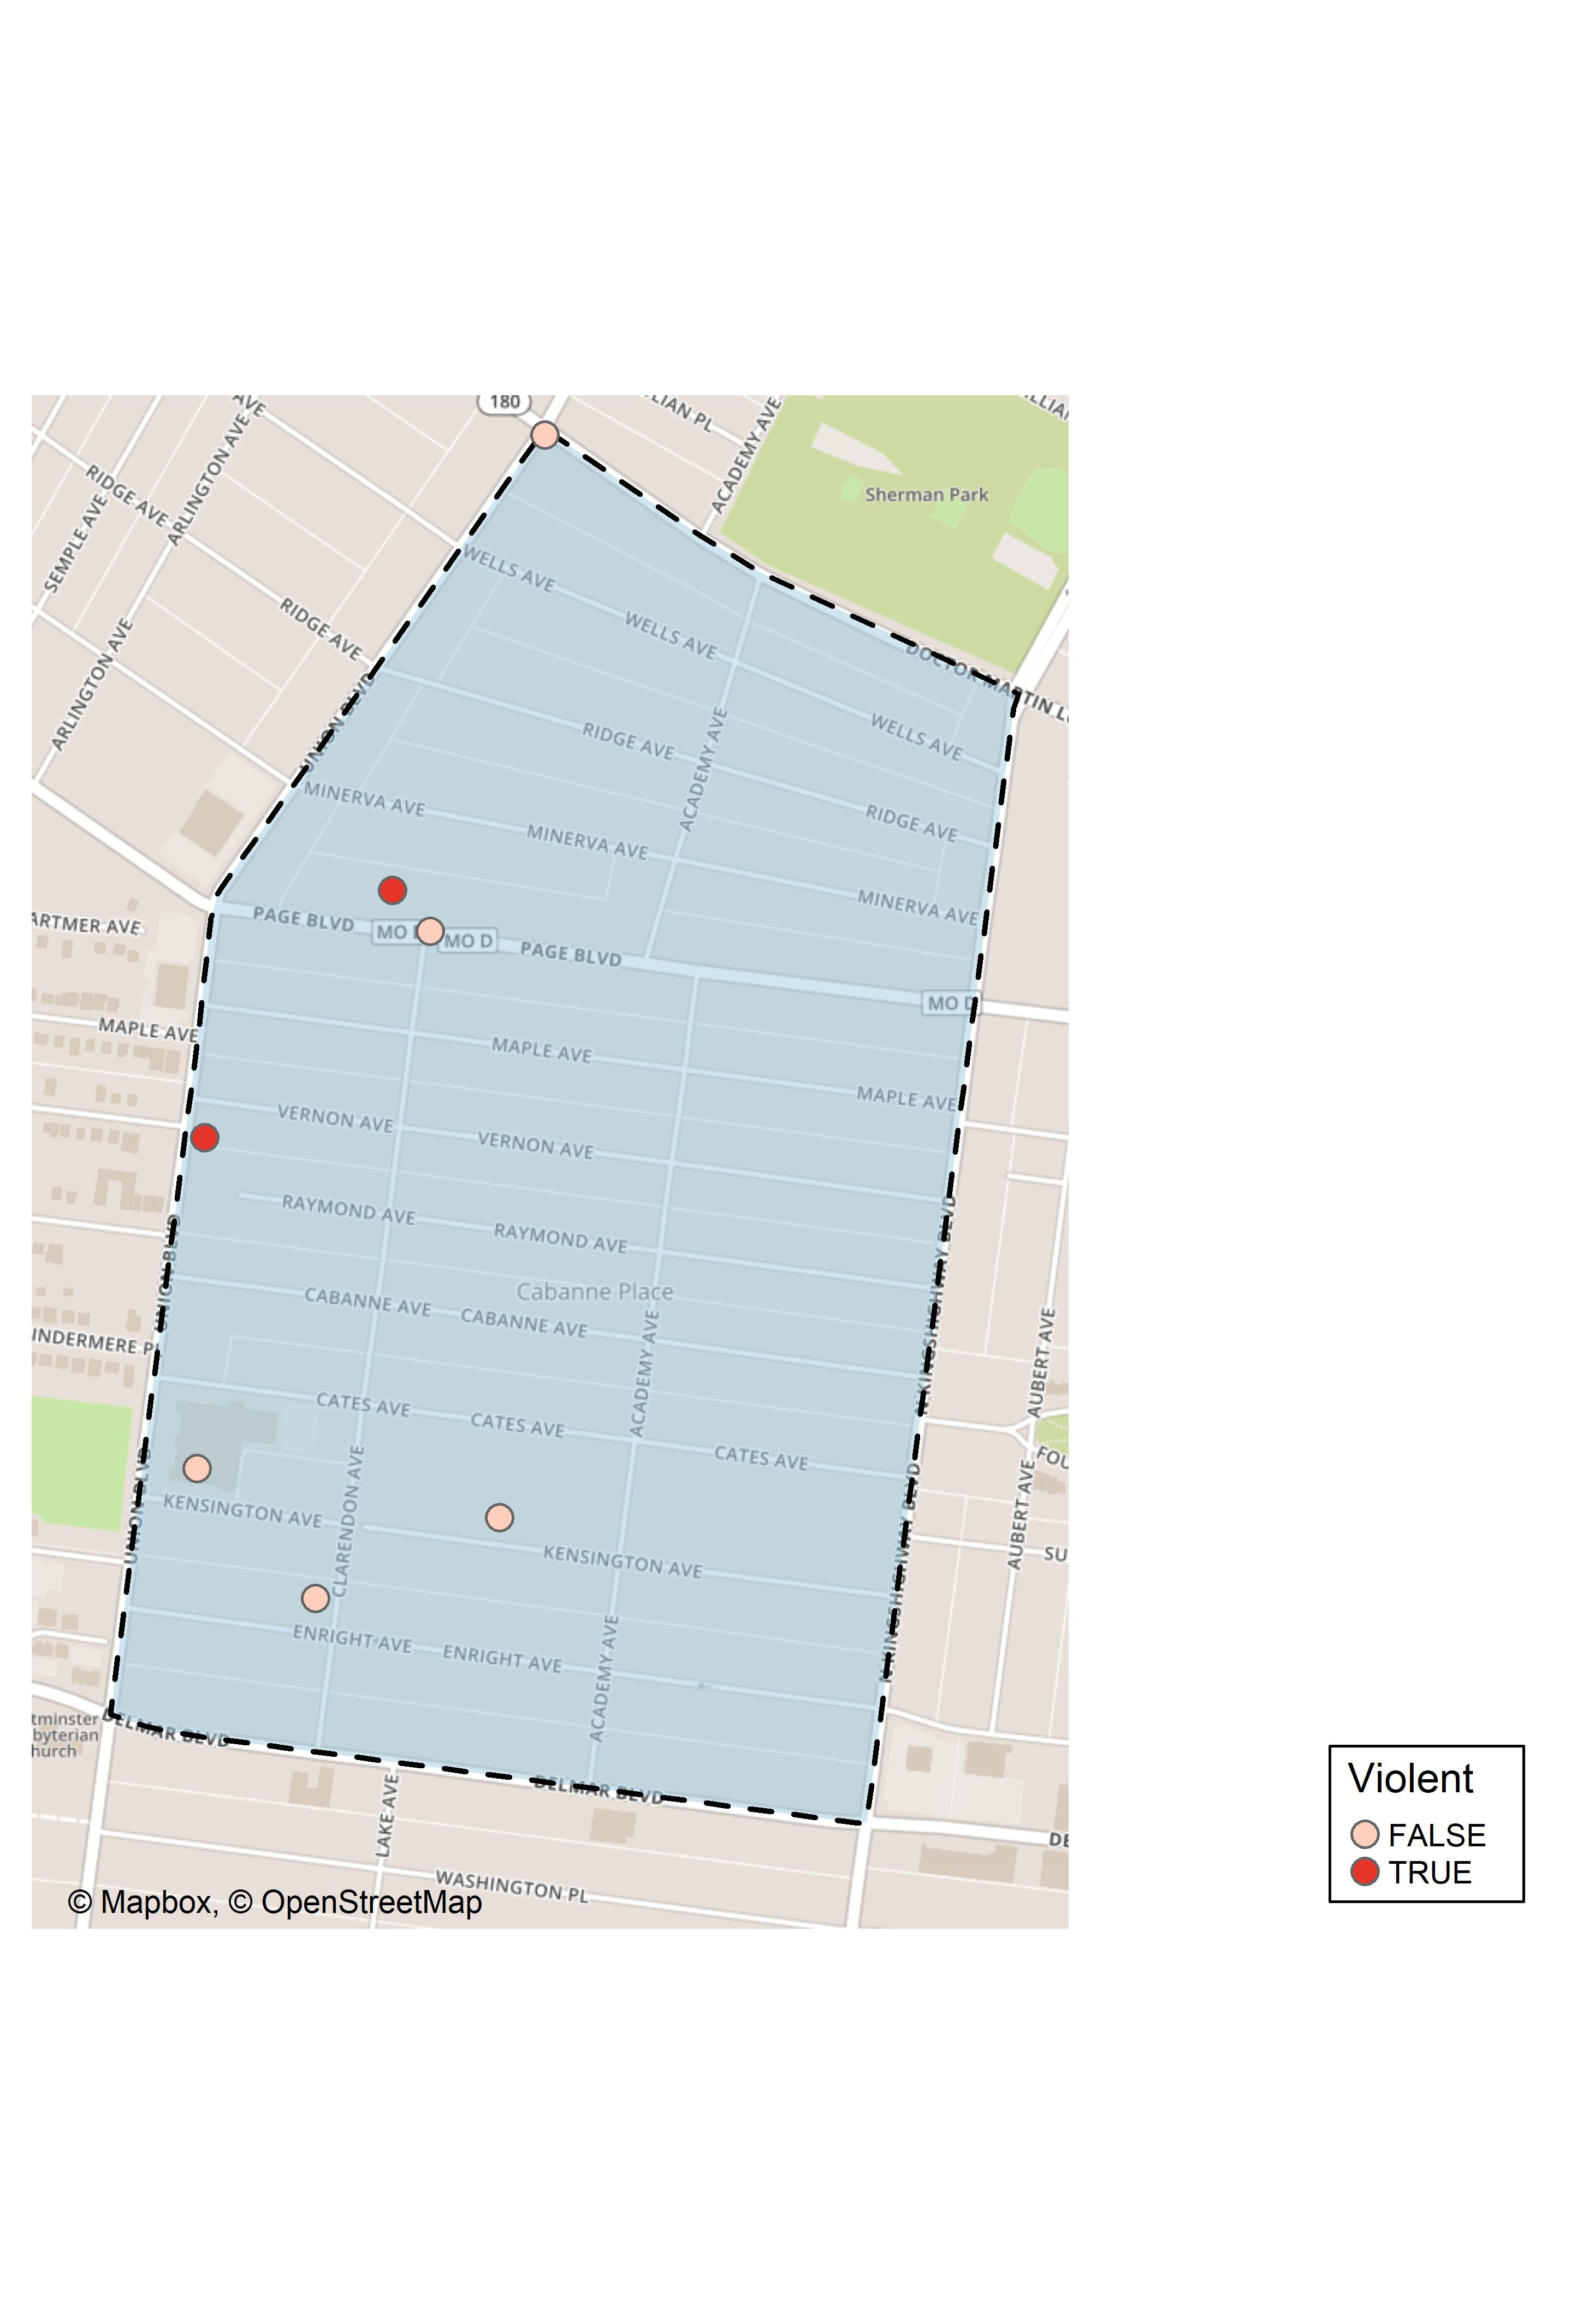 180
LIAN PL
ILLIA
AVE
ACADEMY AVE
ARLINGTON AVE
RIDGE AVE
SEMPLE AVE
Sherman Park
WELLS AVE
RIDGE AVE
WELLS AVE
ARLINGTON AVE
DOCTOR MARTIN L
UNION BLVD
RIDGE AVE
WELLS AVE
ACADEMY AVE
MINERVA AVE
RIDGE AVE
MINERVA AVE
MINERVA AVE
ARTMER AVE
PAGE BLVD
MO D
MO D
PAGE BLVD
MO D
MAPLE AVE
MAPLE AVE
MAPLE AVE
VERNON AVE
VERNON AVE
RAYMOND AVE
RAYMOND AVE
UNION BLVD
N KINGSHIGHWAY BLVD
Cabanne Place
CABANNE AVE
CABANNE AVE
INDERMERE P
ACADEMY AVE
AUBERT AVE
CATES AVE
CATES AVE
CATES AVE
FOU
UNION BLVD
KENSINGTON AVE
CLARENDON AVE
KENSINGTON AVE
N KINGSHIGHWAY BLVD
AUBERT AVE
SU
ENRIGHT AVE
ENRIGHT AVE
ACADEMY AVE
tminster
byterian
hurch
DELMAR BLVD
DELMAR BLVD
LAKE AVE
DE
WASHINGTON PL
© Mapbox, © OpenStreetMap
Violent
FALSE
TRUE